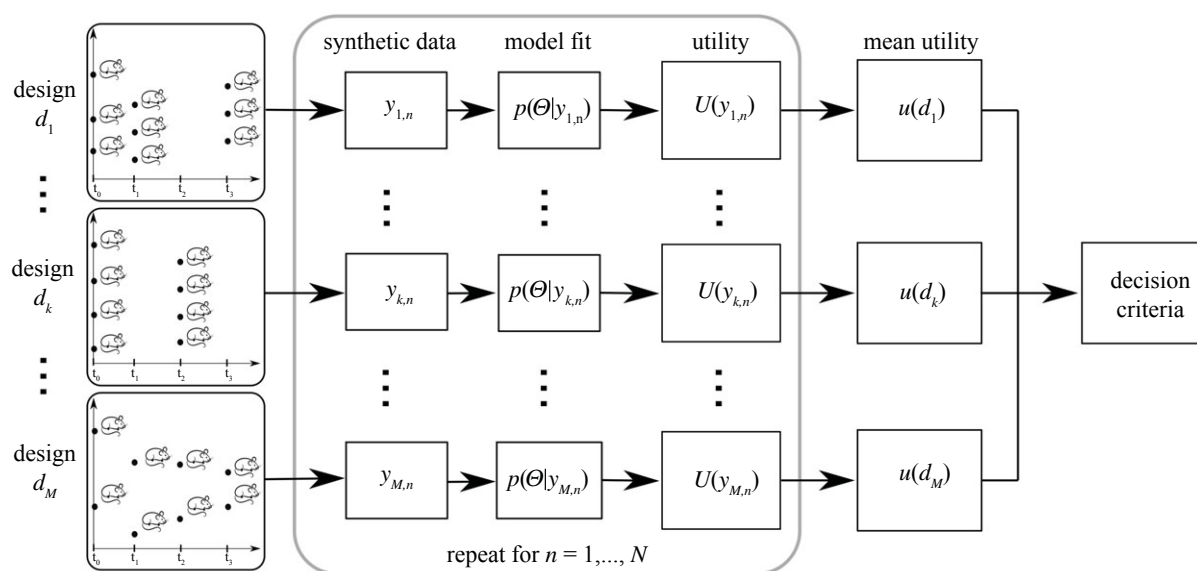 synthetic data model fit utility mean utility
design
d1
y1,n p(Θ|y1,n) U(y1,n) u(d1)
t0 t1 t2 t3
design
dk
yk,n p(Θ|yk,n) U(yk,n) u(dk)
decision
criteria
t0 t1 t2 t3
design
dM
yM,n p(Θ|yM,n) U(yM,n) u(dM)
t0 t1 t2 t3
repeat for n = 1,..., N